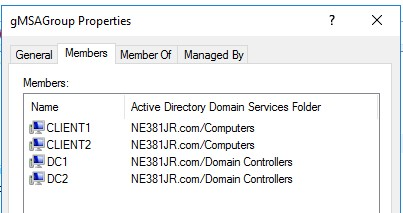 gMSAGroup Properties ? ×
General Members Member Of Managed By
Members:
Name Active Directory Domain Services Folder
CLIENT1 NE381JR.com/Computers
CLIENT2 NE381JR.com/Computers
DC1 NE381JR.com/Domain Controllers
DC2 NE381JR.com/Domain Controllers